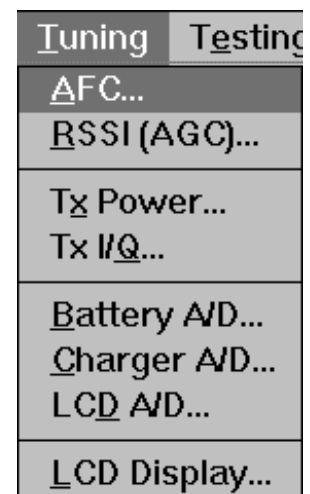 Tuning Testing
AFC...
RSSI (AGC)...
Tx Power...
Tx I/Q...
Battery A/D...
Charger A/D...
LCD A/D...
LCD Display...